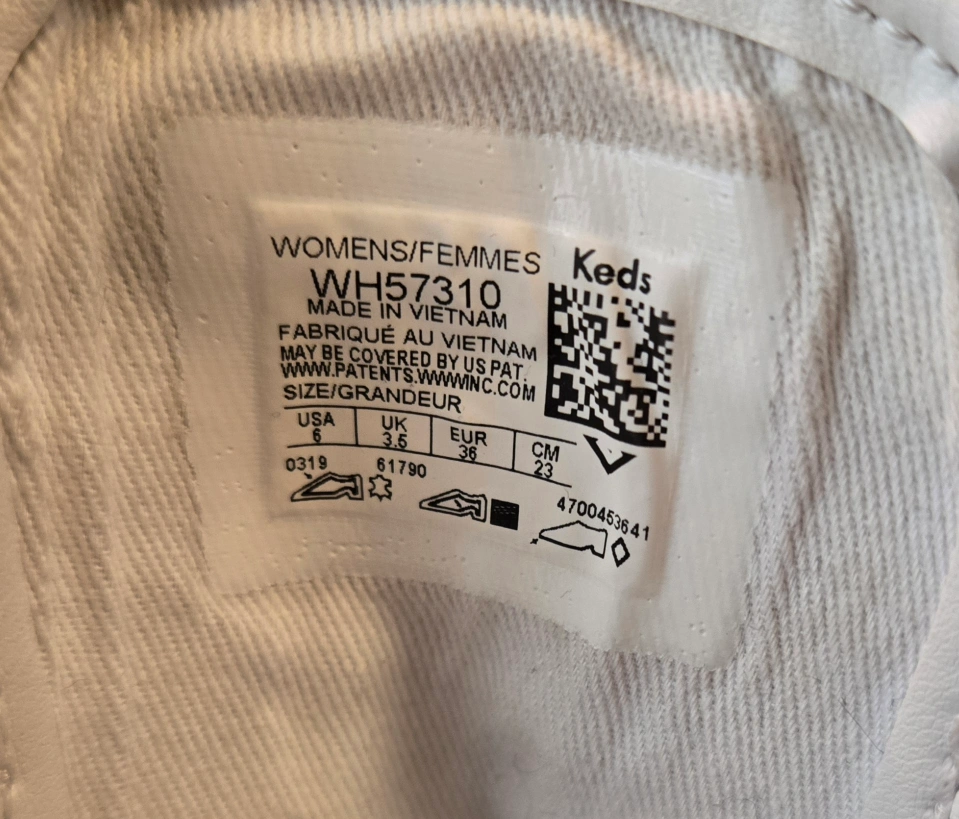 WOMENS/FEMMES
Keds
WH57310
MADE IN VIETNAM
FABRIQUÉ AU VIETNAM
MAY BE COVERED BY US PAT.
WWW.PATENTS.WWWINC.COM
SIZE/GRANDEUR
USA UK EUR CM
6 3.5 36 23
0319 61790
4700453641